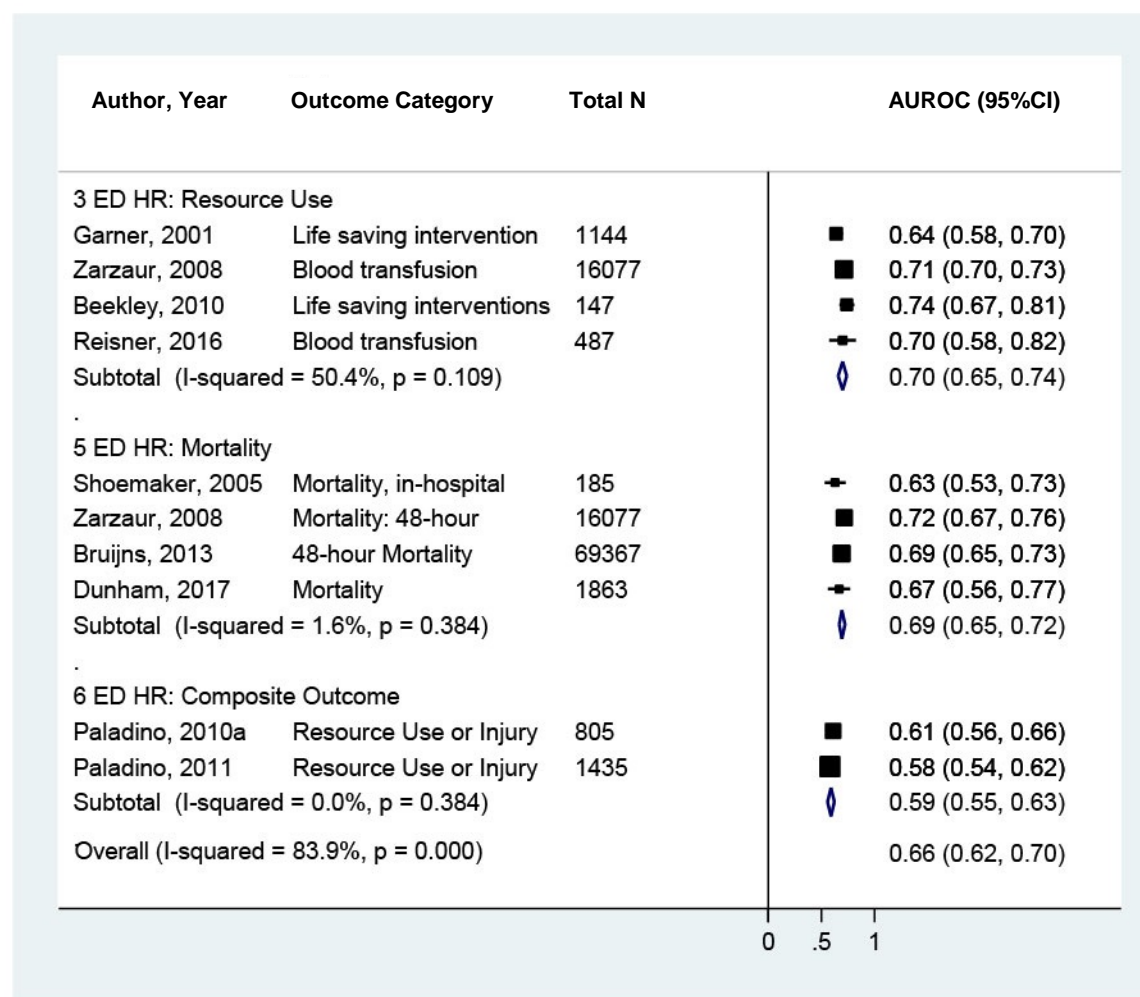 Author, Year Outcome Category Total N AUROC (95%CI)
3 ED HR: Resource Use
Garner, 2001 Life saving intervention 1144 0.64 (0.58, 0.70)
Zarzaur, 2008 Blood transfusion 16077 0.71 (0.70, 0.73)
Beekley, 2010 Life saving interventions 147 0.74 (0.67, 0.81)
Reisner, 2016 Blood transfusion 487 0.70 (0.58, 0.82)
Subtotal (I-squared = 50.4%, p = 0.109) 0.70 (0.65, 0.74)
.
5 ED HR: Mortality
Shoemaker, 2005 Mortality, in-hospital 185 0.63 (0.53, 0.73)
Zarzaur, 2008 Mortality: 48-hour 16077 0.72 (0.67, 0.76)
Bruijns, 2013 48-hour Mortality 69367 0.69 (0.65, 0.73)
Dunham, 2017 Mortality 1863 0.67 (0.56, 0.77)
Subtotal (I-squared = 1.6%, p = 0.384) 0.69 (0.65, 0.72)
.
6 ED HR: Composite Outcome
Paladino, 2010a Resource Use or Injury 805 0.61 (0.56, 0.66)
Paladino, 2011 Resource Use or Injury 1435 0.58 (0.54, 0.62)
Subtotal (I-squared = 0.0%, p = 0.384) 0.59 (0.55, 0.63)
Overall (I-squared = 83.9%, p = 0.000) 0.66 (0.62, 0.70)
0 .5 1